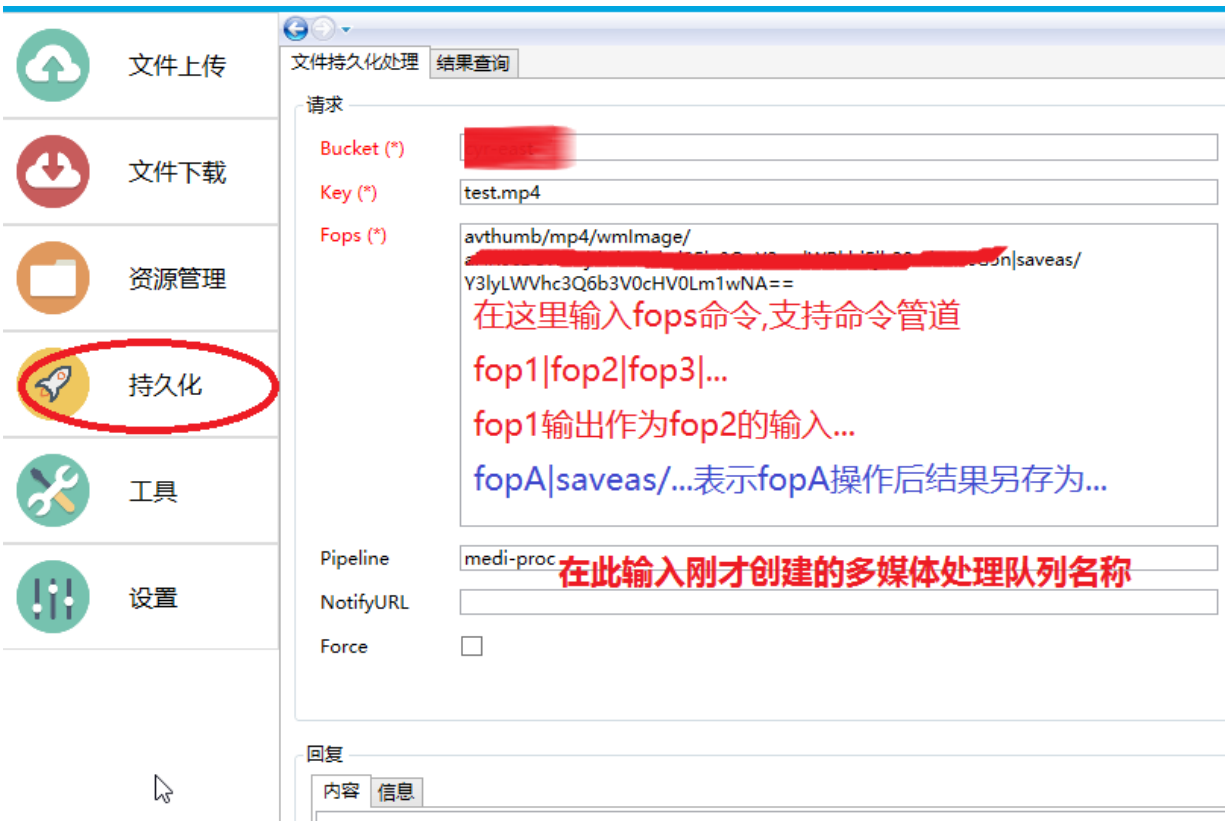 文件上传
文件下载
资源管理
持久化
工具
设置
文件持久化处理
结果查询
请求
Bucket (*)
Key (*)
test.mp4
Fops (*)
avthumb/mp4/wmImage/
|saveas/
Y3lyLWVhc3Q6b3V0cHV0Lm1wNA==
在这里输入fops命令,支持命令管道
fop1|fop2|fop3|...
fop1输出作为fop2的输入...
fopA|saveas/...表示fopA操作后结果另存为...
Pipeline
medi-proc
在此输入刚才创建的多媒体处理队列名称
NotifyURL
Force
回复
内容
信息